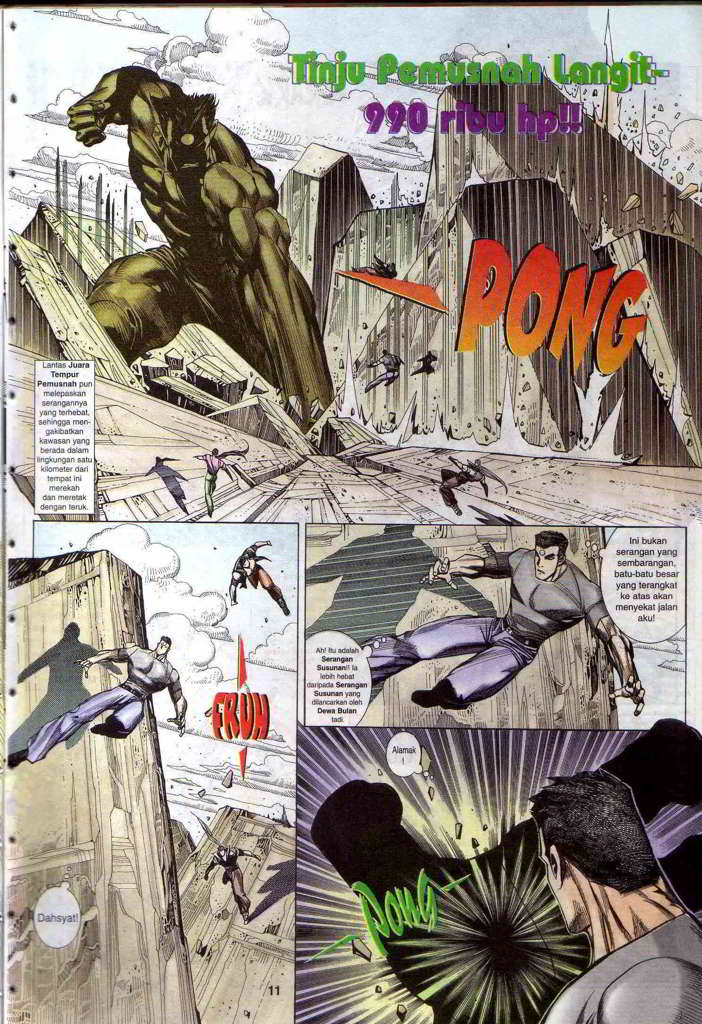 Tinju Pemusnah Langit-
990 ribu hp!!
PONG
Lantas Juara
Tempur
Pemusnah pun
melepaskan
serangannya
yang terhebat,
sehingga men-
gakibatkan
kawasan yang
berada dalam
lingkungan satu
kilometer dari
tempat ini
merekah
dan meretak
dengan teruk.
FRUH
Dahsyat!
11
Ini bukan
serangan yang
sembarangan,
batu-batu besar
yang terangkat
ke atas akan
menyekat jalan
aku!
Ah! Itu adalah
Serangan
Susunan!! Ia
lebih hebat
daripada Serangan
Susunan yang
dilancarkan oleh
Dewa Bulan
tadi.
Alamak
!
PONG